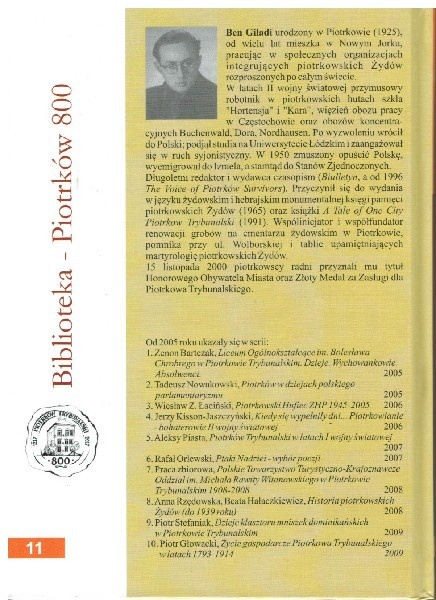 Biblioteka - Piotrków 800
800
11
Ben Giladi urodzony w Piotrkowie (1925),
od wielu lat mieszka w Nowym Jorku,
pracując w społecznych organizacjach
integrujących piotrkowskich Żydów
rozproszonych po całym świecie.
W latach II wojny światowej przymusowy
robotnik w piotrkowskich hutach szkła
"Hortensja" i "Kara", więzień obozu pracy
w Częstochowie oraz obozów koncentra-
cyjnych Buchenwald, Dora, Nordhausen. Po wyzwoleniu wrócił
do Polski; podjął studia na Uniwersytecie Łódzkim i zaangażował
się w ruch syjonistyczny. W 1950 zmuszony opuścić Polskę,
wyemigrował do Izraela, a stamtąd do Stanów Zjednoczonych.
Długoletni redaktor i wydawca czasopism (Biulletyn, a od 1996
The Voice of Piotrków Survivors). Przyczynił się do wydania
w języku żydowskim i hebrajskim monumentalnej księgi pamięci
piotrkowskich Żydów (1965) oraz książki A Tale of One City
Piotrkow Trybunalski (1991). Współinicjator i współfundator
renowacji grobów na cmentarzu żydowskim w Piotrkowie,
pomnika przy ul. Wolborskiej i tablic upamiętniających
martyrologię piotrkowskich Żydów.
15 listopada 2000 piotrkowscy radni przyznali mu tytuł
Honorowego Obywatela Miasta oraz Złoty Medal za Zasługi dla
Piotrkowa Trybunalskiego.
Od 2005 roku ukazały się w serii:
1. Zenon Bartczak, Liceum Ogólnokształcące im. Bolesława
Chrobrego w Piotrkowie Trybunalskim. Dzieje. Wychowankowie.
Absolwenci. 2005
2. Tadeusz Nowakowski, Piotrków w dziejach polskiego
parlamentaryzmu 2005
3. Wiesław Z. Łaciński, Piotrkowski Hufiec ZHP 1945-2005 2006
4. Jerzy Kisson-Jaszczyński, Kiedy się wypełniły dni... Piotrkowianie
- bohaterowie II wojny światowej 2006
5. Aleksy Piasta, Piotrków Trybunalski w latach I wojny światowej
2007
6. Rafał Orlewski, Ptaki Nadziei - wybór poezji 2007
7. Praca zbiorowa, Polskie Towarzystwo Turystyczno-Krajoznawcze
Oddział im. Michała Rawity Witanowskiego w Piotrkowie
Trybunalskim 1908-2008 2008
8. Anna Rzędowska, Beata Hałaczkiewicz, Historia piotrkowskich
Żydów (do 1939 roku) 2008
9. Piotr Stefaniak, Dzieje klasztoru mniszek dominikańskich
w Piotrkowie Trybunalskim 2009
10. Piotr Głowacki, Życie gospodarcze Piotrkowa Trybunalskiego
w latach 1793-1914 2009